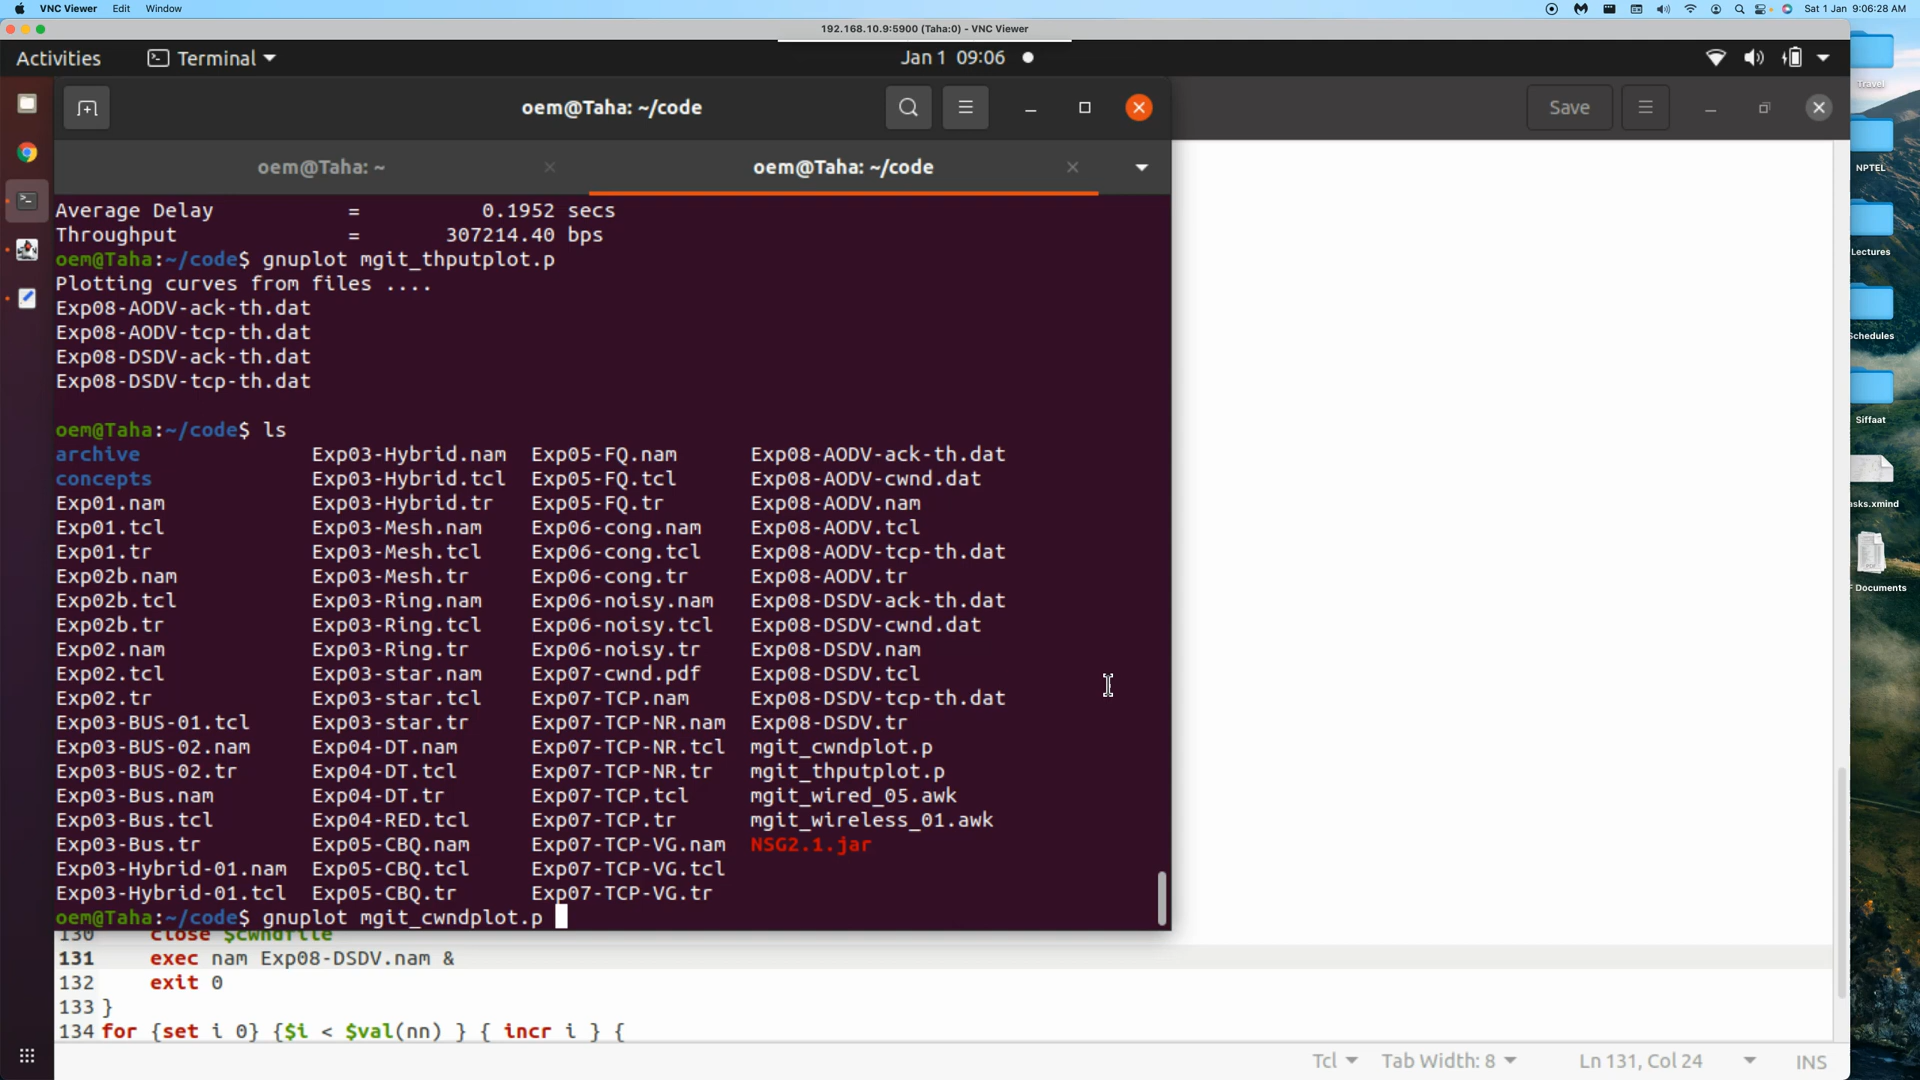 VNC Viewer Edit Window Sat 1 Jan 9:06:28 AM
192.168.10.9:5900 (Taha:0) - VNC Viewer
Activities Terminal Jan 1 09:06
oem@Taha: ~/code Save
oem@Taha: ~ oem@Taha: ~/code
Average Delay = 0.1952 secs
Throughput = 307214.40 bps
oem@Taha:~/code$ gnuplot mgit_thputplot.p
Plotting curves from files ....
Exp08-AODV-ack-th.dat
Exp08-AODV-tcp-th.dat
Exp08-DSDV-ack-th.dat
Exp08-DSDV-tcp-th.dat
oem@Taha:~/code$ ls
archive Exp03-Hybrid.nam Exp05-FQ.nam Exp08-AODV-ack-th.dat
concepts Exp03-Hybrid.tcl Exp05-FQ.tcl Exp08-AODV-cwnd.dat
Exp01.nam Exp03-Hybrid.tr Exp05-FQ.tr Exp08-AODV.nam
Exp01.tcl Exp03-Mesh.nam Exp06-cong.nam Exp08-AODV.tcl
Exp01.tr Exp03-Mesh.tcl Exp06-cong.tcl Exp08-AODV-tcp-th.dat
Exp02b.nam Exp03-Mesh.tr Exp06-cong.tr Exp08-AODV.tr
Exp02b.tcl Exp03-Ring.nam Exp06-noisy.nam Exp08-DSDV-ack-th.dat
Exp02b.tr Exp03-Ring.tcl Exp06-noisy.tcl Exp08-DSDV-cwnd.dat
Exp02.nam Exp03-Ring.tr Exp06-noisy.tr Exp08-DSDV.nam
Exp02.tcl Exp03-star.nam Exp07-cwnd.pdf Exp08-DSDV.tcl
Exp02.tr Exp03-star.tcl Exp07-TCP.nam Exp08-DSDV-tcp-th.dat
Exp03-BUS-01.tcl Exp03-star.tr Exp07-TCP-NR.nam Exp08-DSDV.tr
Exp03-BUS-02.nam Exp04-DT.nam Exp07-TCP-NR.tcl mgit_cwndplot.p
Exp03-BUS-02.tr Exp04-DT.tcl Exp07-TCP-NR.tr mgit_thputplot.p
Exp03-Bus.nam Exp04-DT.tr Exp07-TCP.tcl mgit_wired_05.awk
Exp03-Bus.tcl Exp04-RED.tcl Exp07-TCP.tr mgit_wireless_01.awk
Exp03-Bus.tr Exp05-CBQ.nam Exp07-TCP-VG.nam NSG2.1.jar
Exp03-Hybrid-01.nam Exp05-CBQ.tcl Exp07-TCP-VG.tcl
Exp03-Hybrid-01.tcl Exp05-CBQ.tr Exp07-TCP-VG.tr
oem@Taha:~/code$ gnuplot mgit_cwndplot.p
130 close $cwndfile
131 exec nam Exp08-DSDV.nam &
132 exit 0
133 }
134 for {set i 0} {$i < $val(nn) } { incr i } {
Tcl Tab Width: 8 Ln 131, Col 24 INS
Travel
NPTEL
Lectures
Schedules
Siffaat
asks.xmind
F Documents